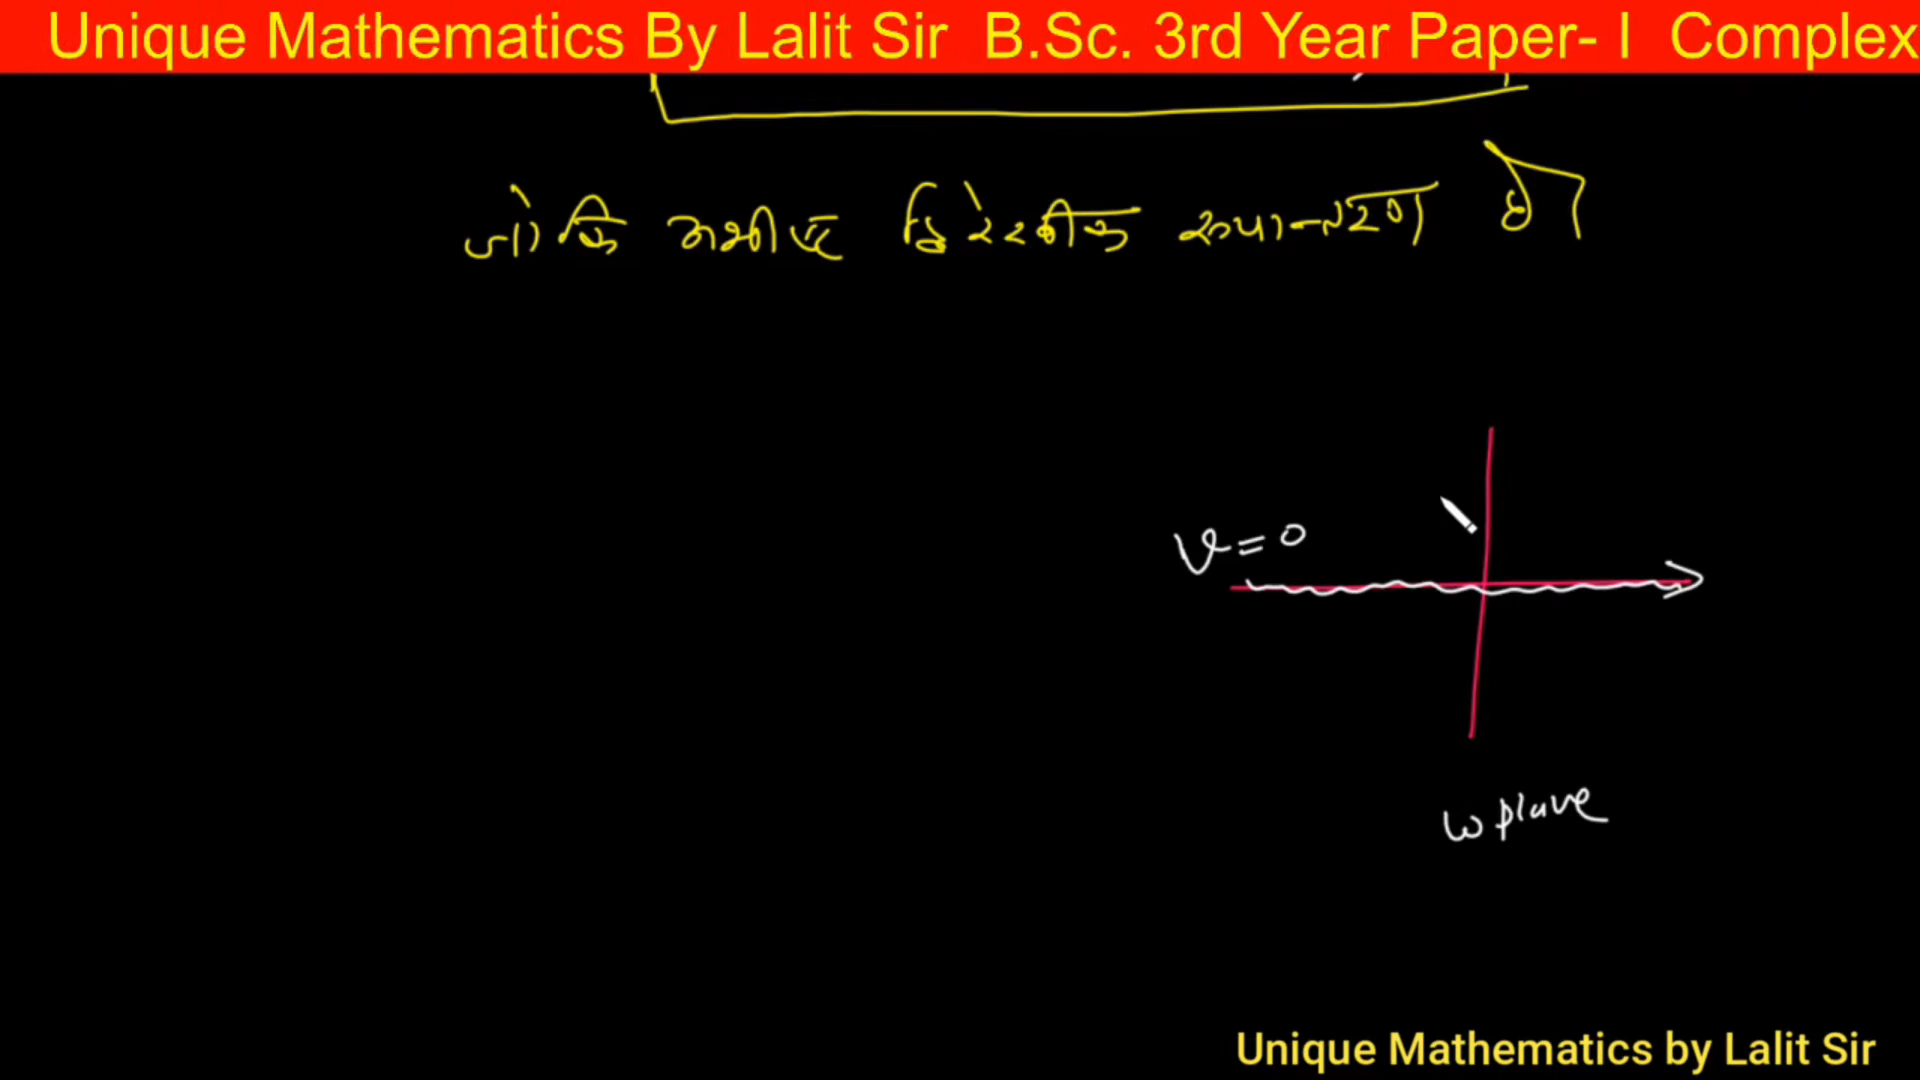 Unique Mathematics By Lalit Sir B.Sc. 3rd Year Paper- I Complex
जो कि अभीष्ट द्विरेखीक रूपान्तरण है।
V=0
w plane
Unique Mathematics by Lalit Sir